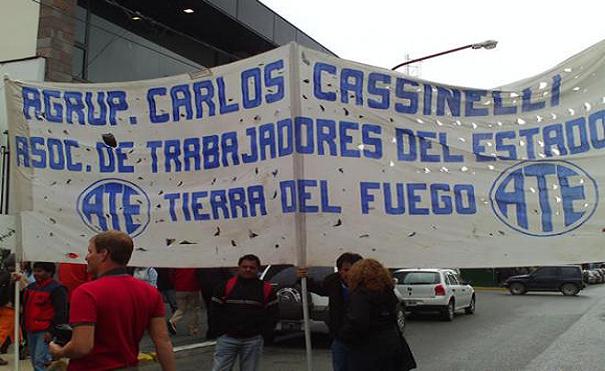 AGRUP. CARLOS CASSINELLI
ASOC. DE TRABAJADORES DEL ESTADO
ATE TIERRA DEL FUEGO ATE